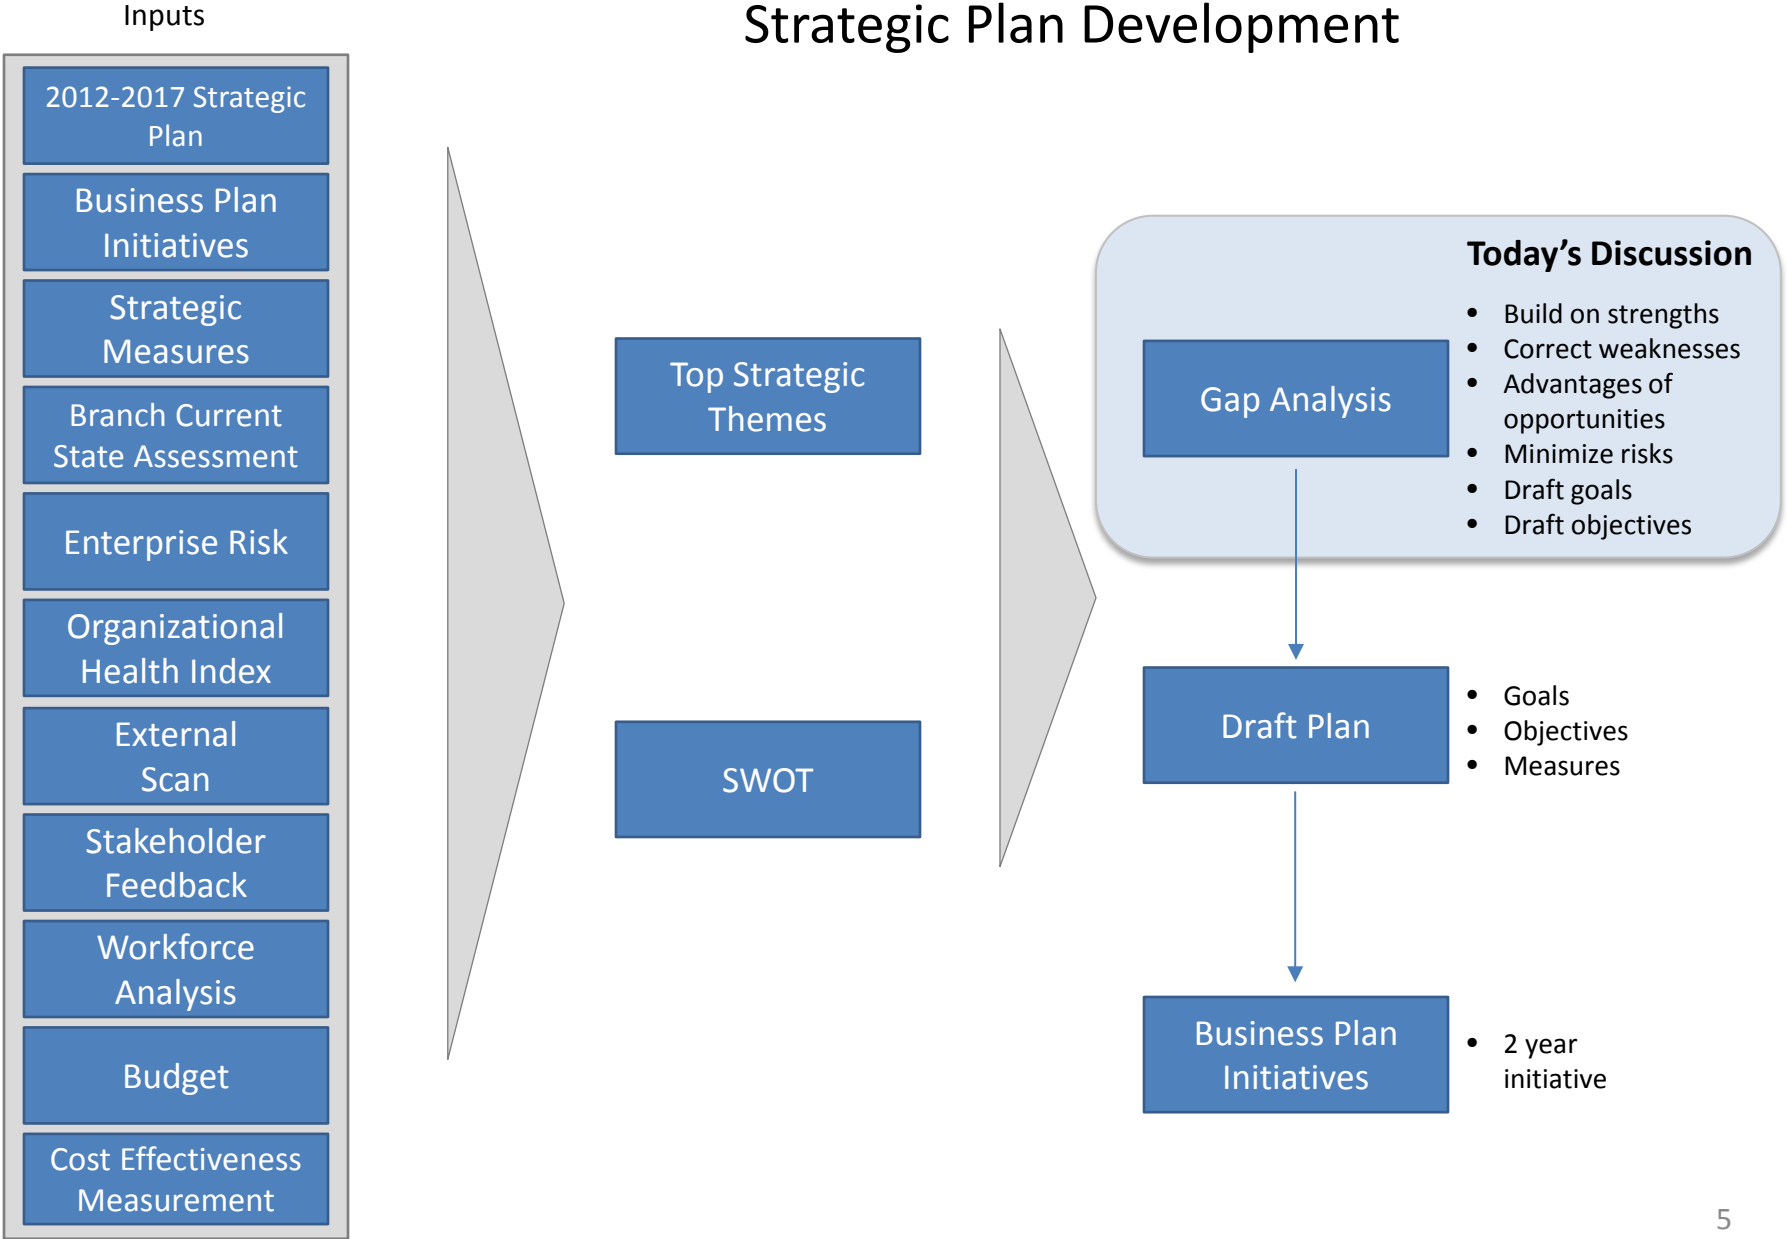 Inputs
Strategic Plan Development
2012-2017 Strategic
Plan
Business Plan
Initiatives
Strategic
Measures
Branch Current
State Assessment
Enterprise Risk
Organizational
Health Index
External
Scan
Stakeholder
Feedback
Workforce
Analysis
Budget
Cost Effectiveness
Measurement
Top Strategic
Themes
SWOT
Today's Discussion
• Build on strengths
• Correct weaknesses
• Advantages of
opportunities
• Minimize risks
• Draft goals
• Draft objectives
Gap Analysis
Draft Plan
• Goals
• Objectives
• Measures
Business Plan
Initiatives
• 2 year
initiative
5